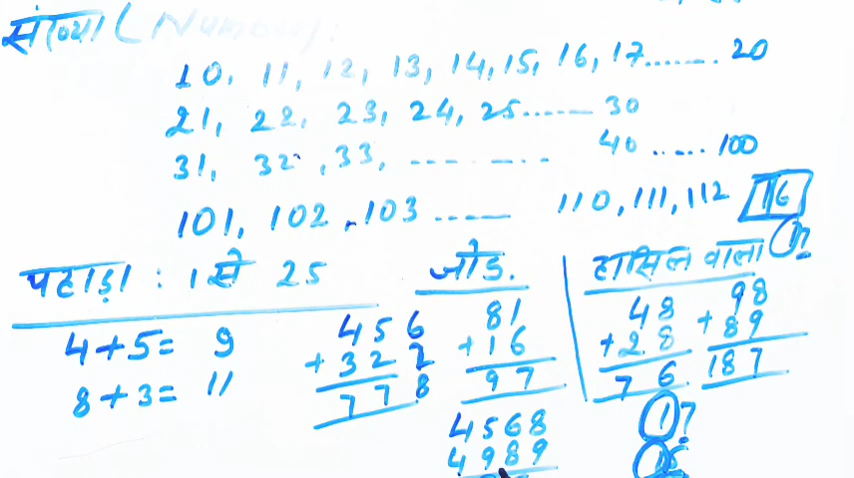 संख्या ( Number ) :
10, 11, 12, 13, 14, 15, 16, 17....... 20
21, 22, 23, 24, 25...... 30
31, 32, 33, ........... 40 ...... 100
101, 102, 103 ...... 110, 111, 112 16
पहाड़ा : 1 से 25
जोड.
हासिल वाला 1?
4+5= 9
8+3= 11
456
+322
778
81
+16
97
48
+28
76
98
+89
187
4568
4989
1?